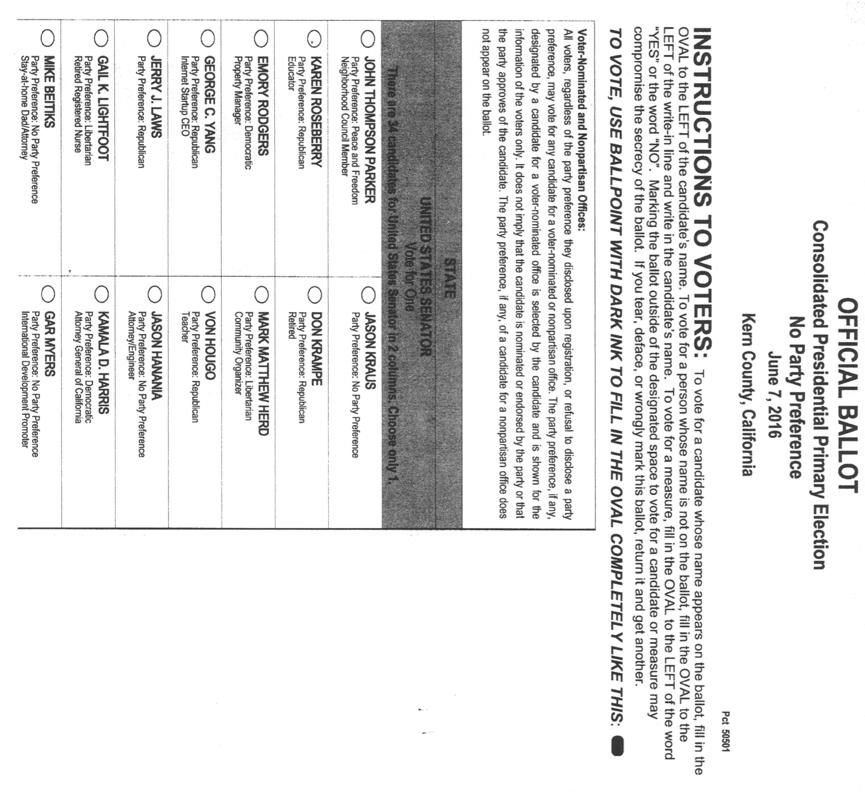 OFFICIAL BALLOT
Consolidated Presidential Primary Election
No Party Preference
June 7, 2016
Kern County, California
Pct 50501
INSTRUCTIONS TO VOTERS: To vote for a candidate whose name appears on the ballot, fill in the
OVAL to the LEFT of the candidate's name. To vote for a person whose name is not on the ballot, fill in the OVAL to the
LEFT of the write-in line and write in the candidate's name. To vote for a measure, fill in the OVAL to the LEFT of the word
"YES" or the word "NO". Marking the ballot outside of the designated space to vote for a candidate or measure may
compromise the secrecy of the ballot. If you tear, deface, or wrongly mark this ballot, return it and get another.
TO VOTE, USE BALLPOINT WITH DARK INK TO FILL IN THE OVAL COMPLETELY LIKE THIS:
Voter-Nominated and Nonpartisan Offices:
All voters, regardless of the party preference they disclosed upon registration, or refusal to disclose a party
preference, may vote for any candidate for a voter-nominated or nonpartisan office. The party preference, if any,
designated by a candidate for a voter-nominated office is selected by the candidate and is shown for the
information of the voters only. It does not imply that the candidate is nominated or endorsed by the party or that
the party approves of the candidate. The party preference, if any, of a candidate for a nonpartisan office does
not appear on the ballot.
STATE
UNITED STATES SENATOR
Vote for One
There are 34 candidates for United States Senator in 2 columns. Choose only 1.
JOHN THOMPSON PARKER
Party Preference: Peace and Freedom
Neighborhood Council Member
KAREN ROSEBERRY
Party Preference: Republican
Educator
EMORY RODGERS
Party Preference: Democratic
Property Manager
GEORGE C. YANG
Party Preference: Republican
Internet Startup CEO
JERRY J. LAWS
Party Preference: Republican
GAIL K. LIGHTFOOT
Party Preference: Libertarian
Retired Registered Nurse
MIKE BEITIKS
Party Preference: No Party Preference
Stay-at-home Dad/Attorney
JASON KRAUS
Party Preference: No Party Preference
DON KRAMPE
Party Preference: Republican
Retired
MARK MATTHEW HERD
Party Preference: Libertarian
Community Organizer
VON HOUGO
Party Preference: Republican
Teacher
JASON HANANIA
Party Preference: No Party Preference
Attorney/Engineer
KAMALA D. HARRIS
Party Preference: Democratic
Attorney General of California
GAR MYERS
Party Preference: No Party Preference
International Development Promoter